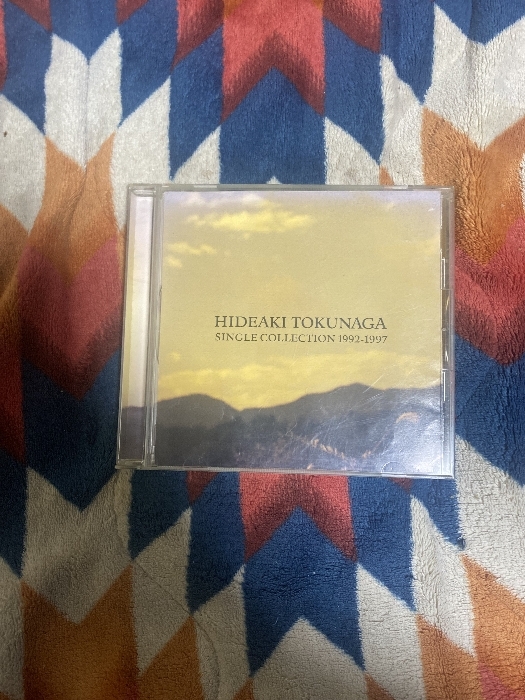 HIDEAKI TOKUNAGA
SINGLE COLLECTION 1992-1997